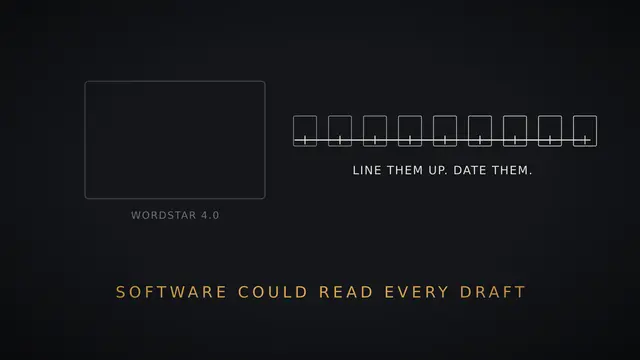 LINE THEM UP. DATE THEM.
WORDSTAR 4.0
SOFTWARE COULD READ EVERY DRAFT